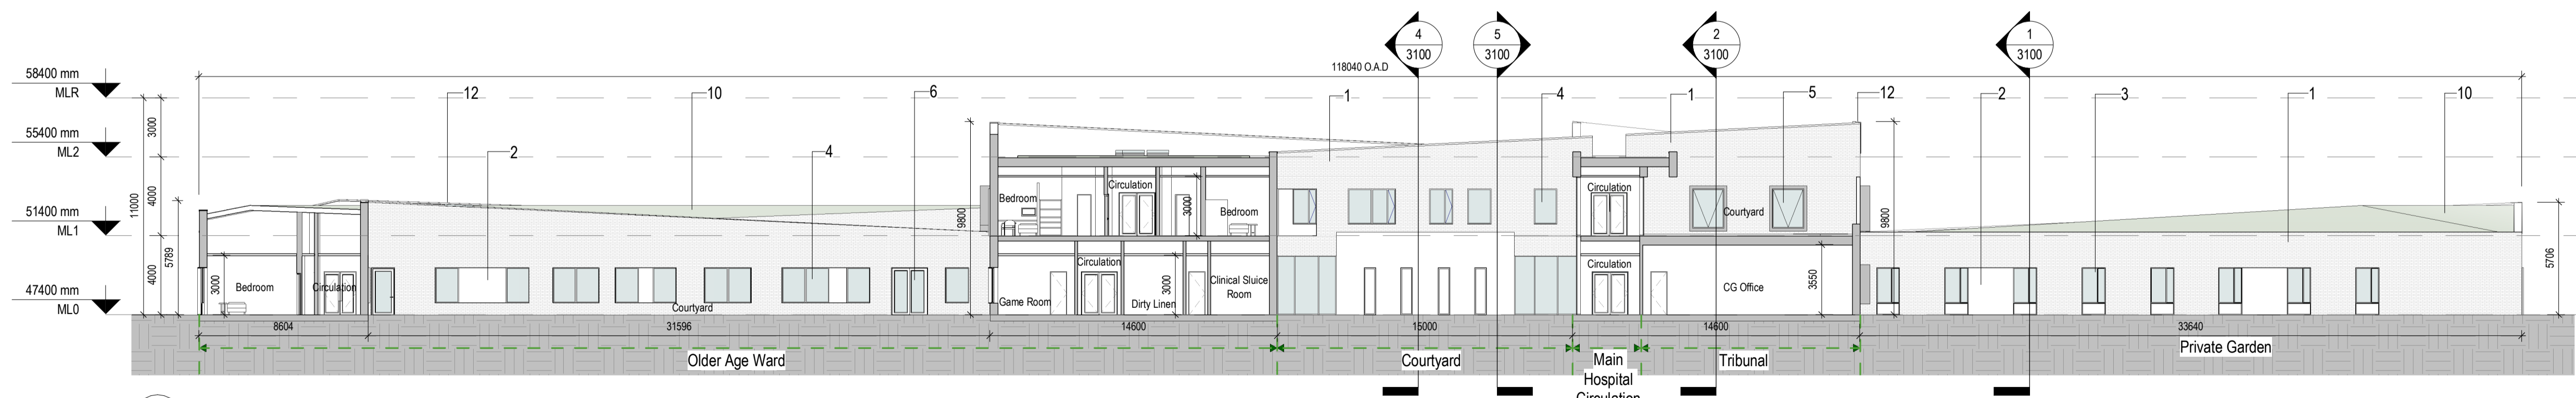 4
3100
5
3100
2
3100
1
3100
58400 mm
MLR
118040 O.A.D
12
10
6
1
4
1
5
12
2
3
1
10
3000
55400 mm
ML2
2
4
11000
4000
Circulation
Bedroom
3000
Bedroom
Circulation
Courtyard
9800
9800
51400 mm
ML1
5789
4000
3000
Bedroom
Circulation
Courtyard
Circulation
Game Room
Dirty Linen
3000
Clinical Sluice
Room
Circulation
CG Office
3550
5706
47400 mm
ML0
8604
31596
14600
15000
14600
33640
Older Age Ward
Courtyard
Main
Hospital
Circulation
Tribunal
Private Garden